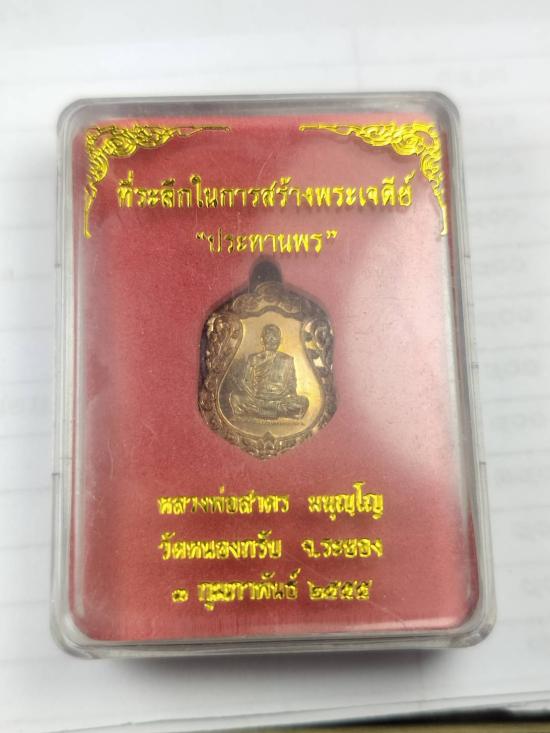 ที่ระลึกในการสร้างพระเจดีย์
“ประทานพร”
หลวงพ่อสาคร มนุญฺโญ
วัดหนองกรับ จ.ระยอง
๓ กุมภาพันธ์ ๒๕๕๕